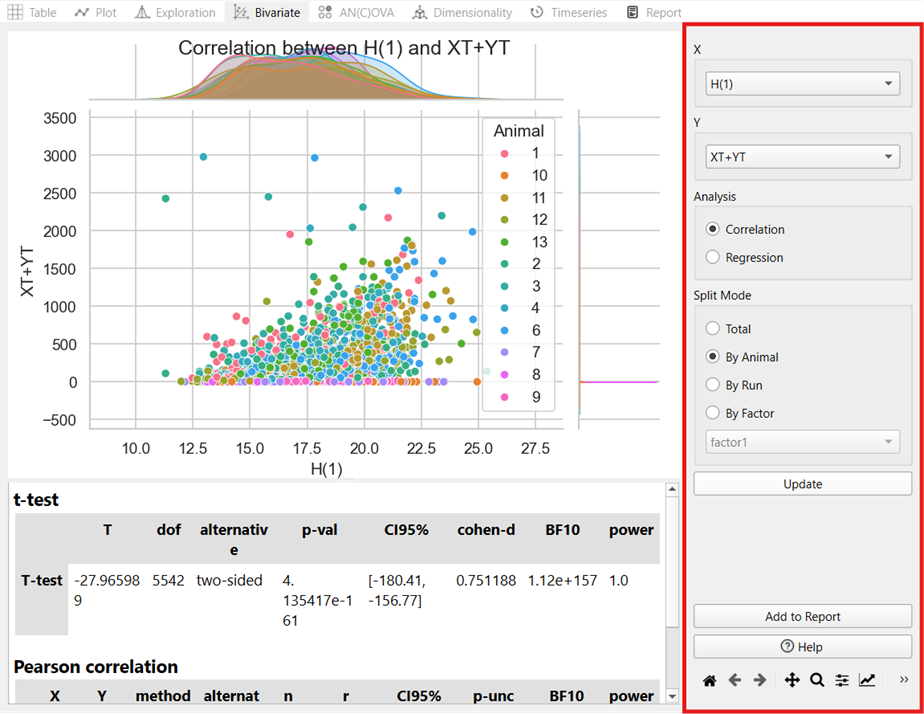 Table Plot Exploration Bivariate AN(C)OVA Dimensionality Timeseries Report
Correlation between H(1) and XT+YT
XT+YT
3500
3000
2500
2000
1500
1000
500
0
−500
10.0 12.5 15.0 17.5 20.0 22.5 25.0 27.5
H(1)
Animal
1
10
11
12
13
2
3
4
6
7
8
9
t-test
T dof alternativ p-val CI95% cohen-d BF10 power
e
T-test -27.96598 5542 two-sided 4. [-180.41, 0.751188 1.12e+157 1.0
9 135417e-1 -156.77]
61
Pearson correlation
X Y method alternat n r CI95% p-unc BF10 power
X
H(1)
Y
XT+YT
Analysis
Correlation
Regression
Split Mode
Total
By Animal
By Run
By Factor
factor1
Update
Add to Report
Help